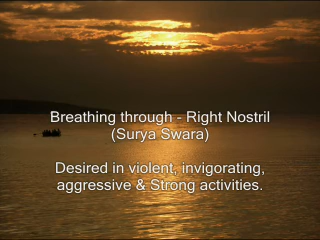 Breathing through - Right Nostril
(Surya Swara)
Desired in violent, invigorating,
aggressive & Strong activities.